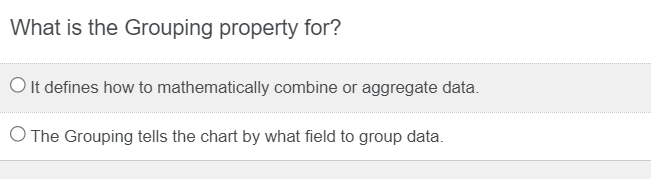 What is the Grouping property for?
It defines how to mathematically combine or aggregate data.
The Grouping tells the chart by what field to group data.